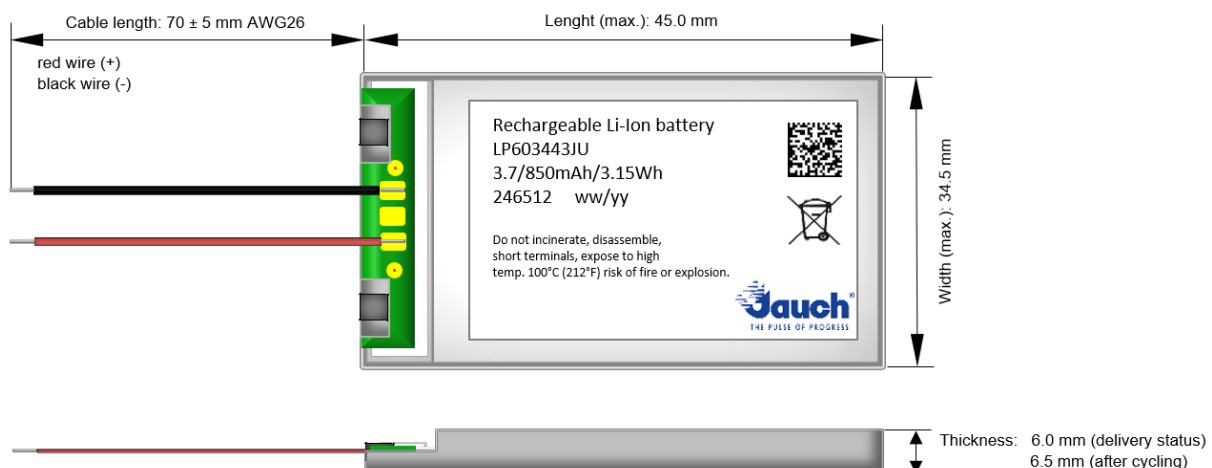 Cable length: 70 ± 5 mm AWG26
Lenght (max.): 45.0 mm
red wire (+)
black wire (-)
Rechargeable Li-Ion battery
LP603443JU
3.7/850mAh/3.15Wh
246512 ww/yy
Do not incinerate, disassemble,
short terminals, expose to high
temp. 100°C (212°F) risk of fire or explosion.
Jauch®
THE PULSE OF PROGRESS
Width (max.): 34.5 mm
Thickness: 6.0 mm (delivery status)
6.5 mm (after cycling)